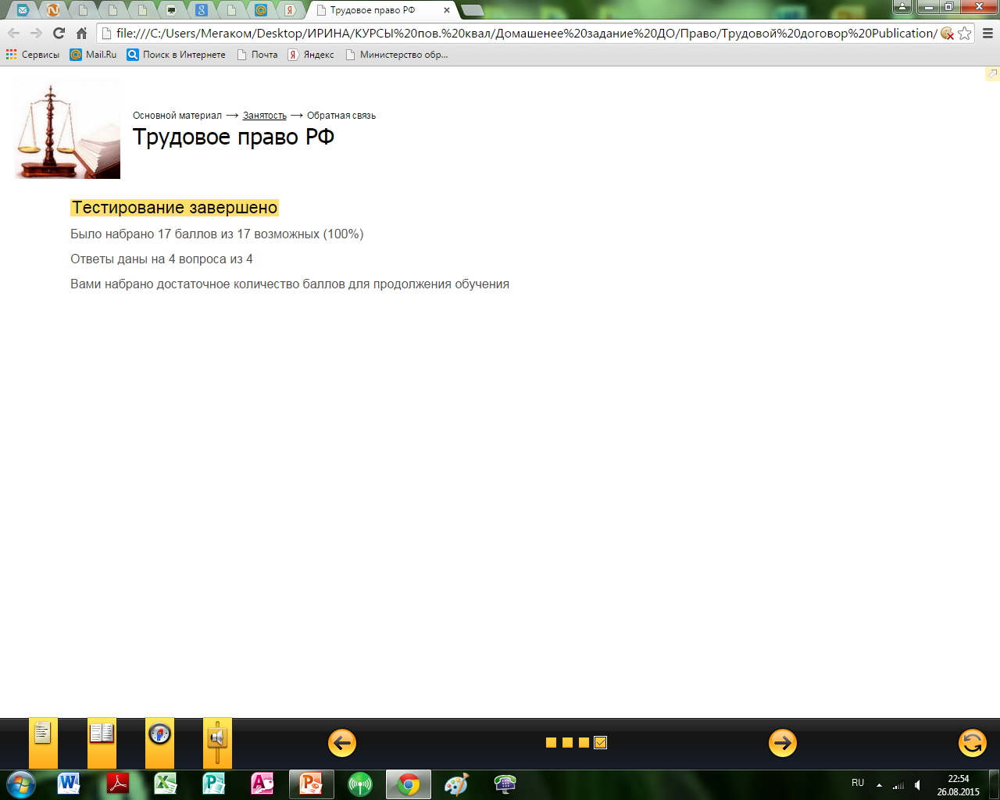 Трудовое право РФ
file:///C:/Users/Мегаком/Desktop/ИРИНА/КУРСЫ%20пов.%20квал/Домашенее%20задание%20ДО/Право/Трудовой%20договор%20Publication/
Сервисы Mail.Ru Поиск в Интернете Почта Яндекс Министерство обр...
Основной материал → Занятость → Обратная связь
Трудовое право РФ
Тестирование завершено
Было набрано 17 баллов из 17 возможных (100%)
Ответы даны на 4 вопроса из 4
Вами набрано достаточное количество баллов для продолжения обучения
RU
22:54
26.08.2015